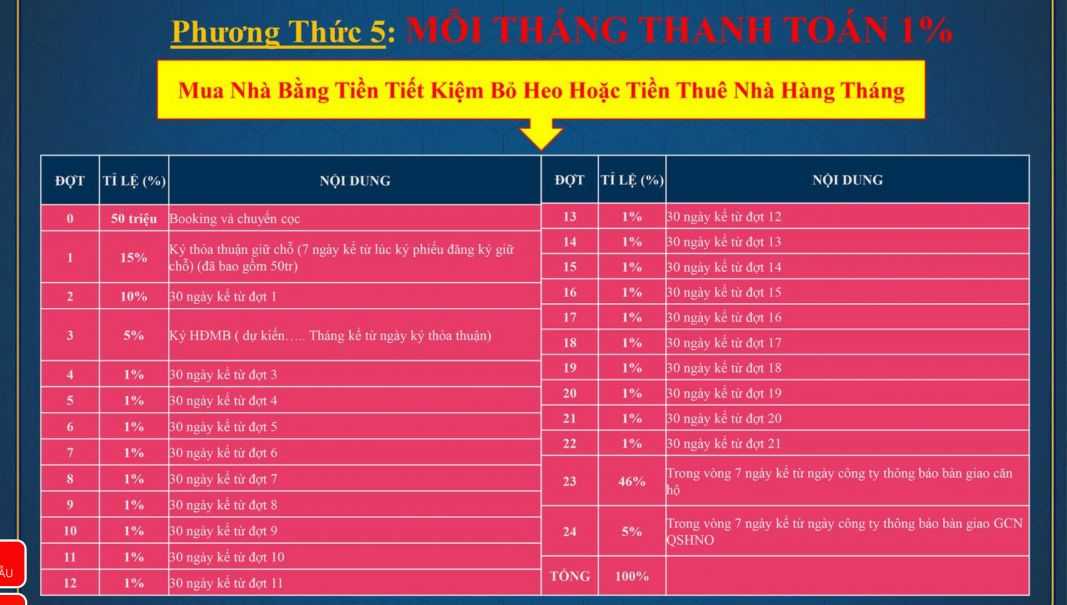 Phương Thức 5: MỖI THÁNG THANH TOÁN 1%
Mua Nhà Bằng Tiền Tiết Kiệm Bỏ Heo Hoặc Tiền Thuê Nhà Hàng Tháng
ĐỢT TỈ LỆ (%) NỘI DUNG
0 50 triệu Booking và chuyển cọc
1 15% Ký thỏa thuận giữ chỗ (7 ngày kể từ lúc ký phiếu đăng ký giữ
chỗ) (đã bao gồm 50tr)
2 10% 30 ngày kể từ đợt 1
3 5% Ký HĐMB ( dự kiến….. Tháng kể từ ngày ký thỏa thuận)
4 1% 30 ngày kể từ đợt 3
5 1% 30 ngày kể từ đợt 4
6 1% 30 ngày kể từ đợt 5
7 1% 30 ngày kể từ đợt 6
8 1% 30 ngày kể từ đợt 7
9 1% 30 ngày kể từ đợt 8
10 1% 30 ngày kể từ đợt 9
11 1% 30 ngày kể từ đợt 10
12 1% 30 ngày kể từ đợt 11
ĐỢT TỈ LỆ (%) NỘI DUNG
13 1% 30 ngày kể từ đợt 12
14 1% 30 ngày kể từ đợt 13
15 1% 30 ngày kể từ đợt 14
16 1% 30 ngày kể từ đợt 15
17 1% 30 ngày kể từ đợt 16
18 1% 30 ngày kể từ đợt 17
19 1% 30 ngày kể từ đợt 18
20 1% 30 ngày kể từ đợt 19
21 1% 30 ngày kể từ đợt 20
22 1% 30 ngày kể từ đợt 21
23 46% Trong vòng 7 ngày kể từ ngày công ty thông báo bàn giao căn
hộ
24 5% Trong vòng 7 ngày kể từ ngày công ty thông báo bàn giao GCN
QSHNO
TỔNG 100%